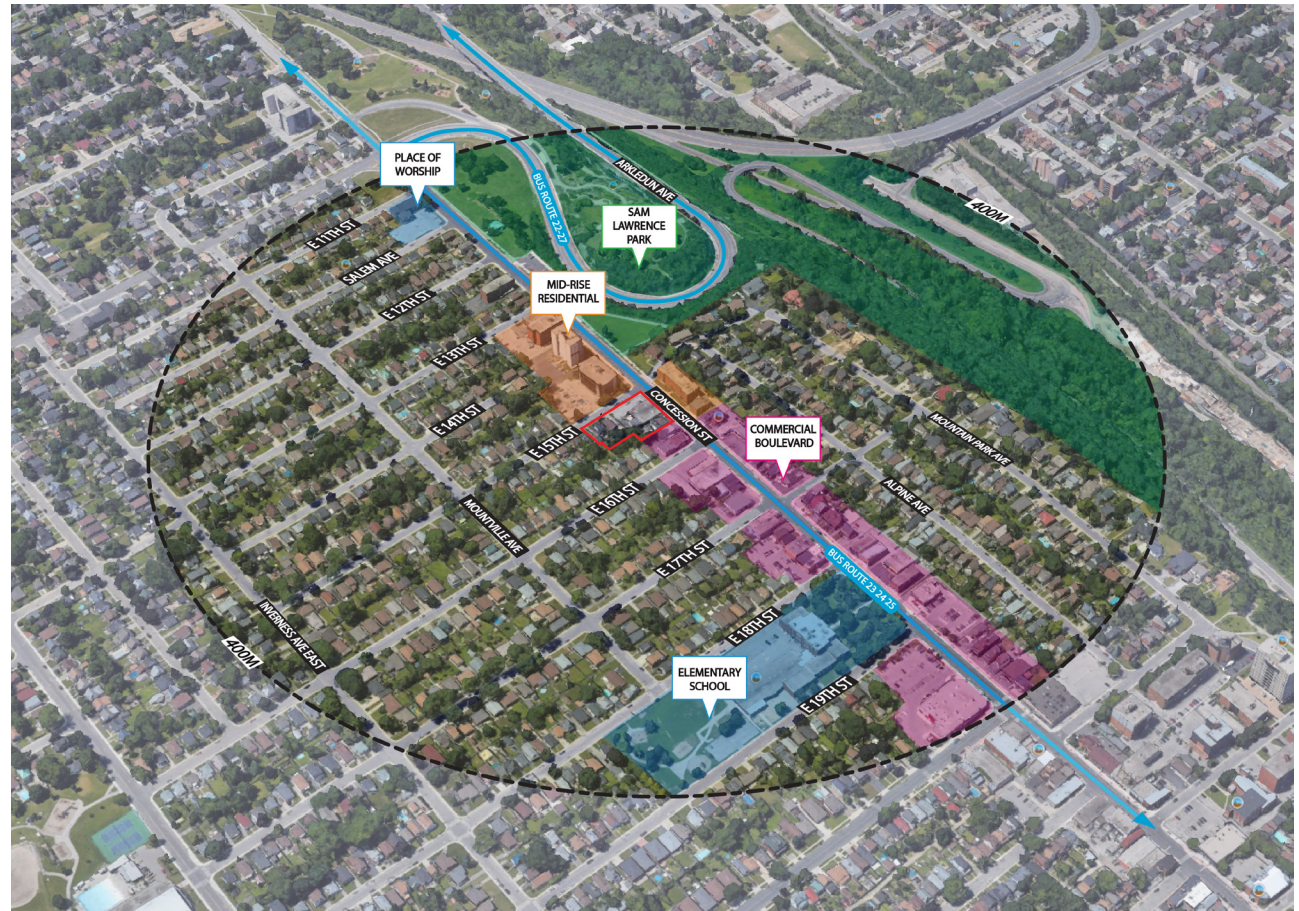 PLACE OF
WORSHIP
ARKLEDUN AVE
BUS ROUTE 22-27
400M
SAM
LAWRENCE
PARK
E 11TH ST
SALEM AVE
MID-RISE
RESIDENTIAL
E 12TH ST
E 13TH ST
CONCESSION ST
E 14TH ST
COMMERCIAL
BOULEVARD
MOUNTAIN PARK AVE
E 15TH ST
ALPINE AVE
E 16TH ST
MOUNTVILLE AVE
E 17TH ST
BUS ROUTE 23 24 25
INVERNESS AVE EAST
400M
E 18TH ST
ELEMENTARY
SCHOOL
E 19TH ST